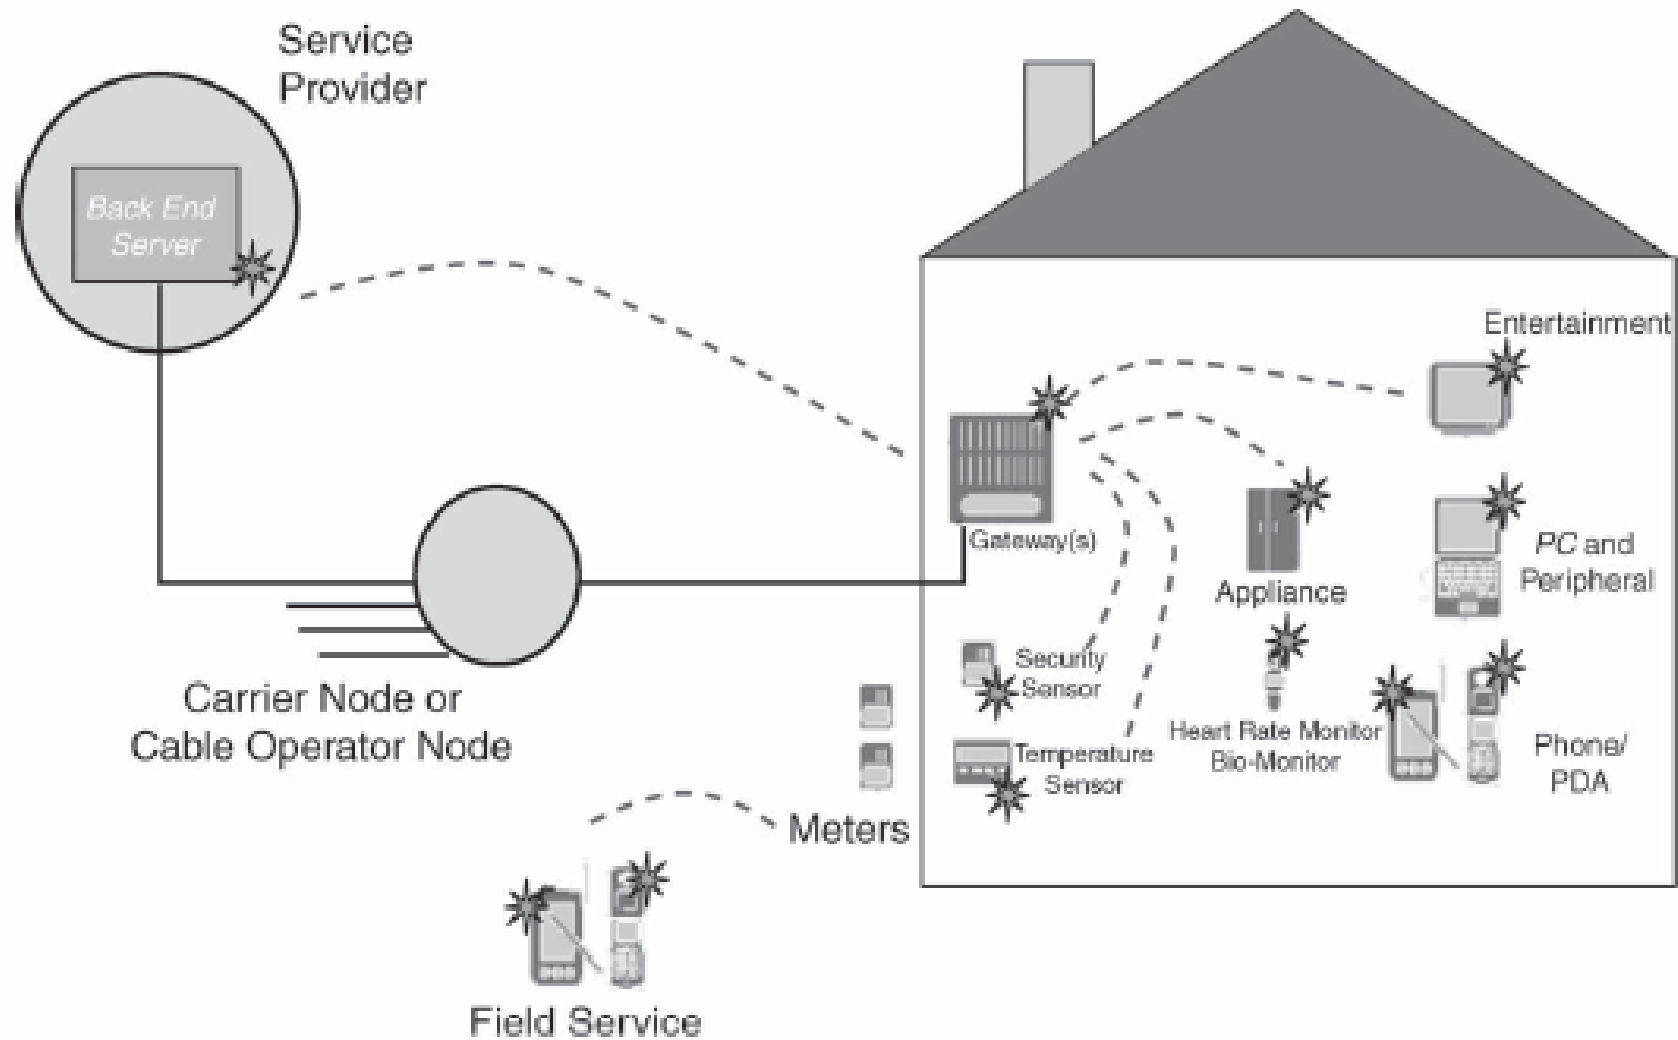 Service
Provider
Back End
Server
Entertainment
Gateway(s)
PC and
Peripheral
Appliance
Security
Sensor
Carrier Node or
Cable Operator Node
Heart Rate Monitor
Bio-Monitor
Temperature
Sensor
Phone/
PDA
Meters
Field Service